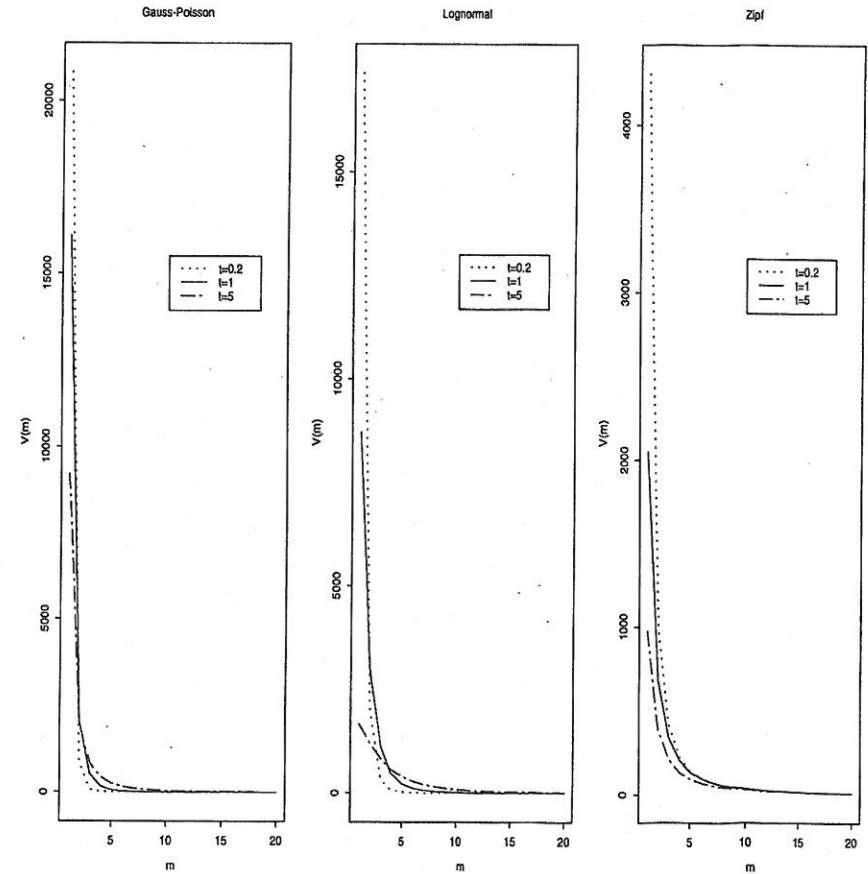 Gauss-Poisson
V(m)
20000
15000
10000
5000
0
t=0.2
t=1
t=5
5 10 15 20
m
Lognormal
V(m)
15000
10000
5000
0
t=0.2
t=1
t=5
5 10 15 20
m
Zipf
V(m)
4000
3000
2000
1000
0
t=0.2
t=1
t=5
5 10 15 20
m